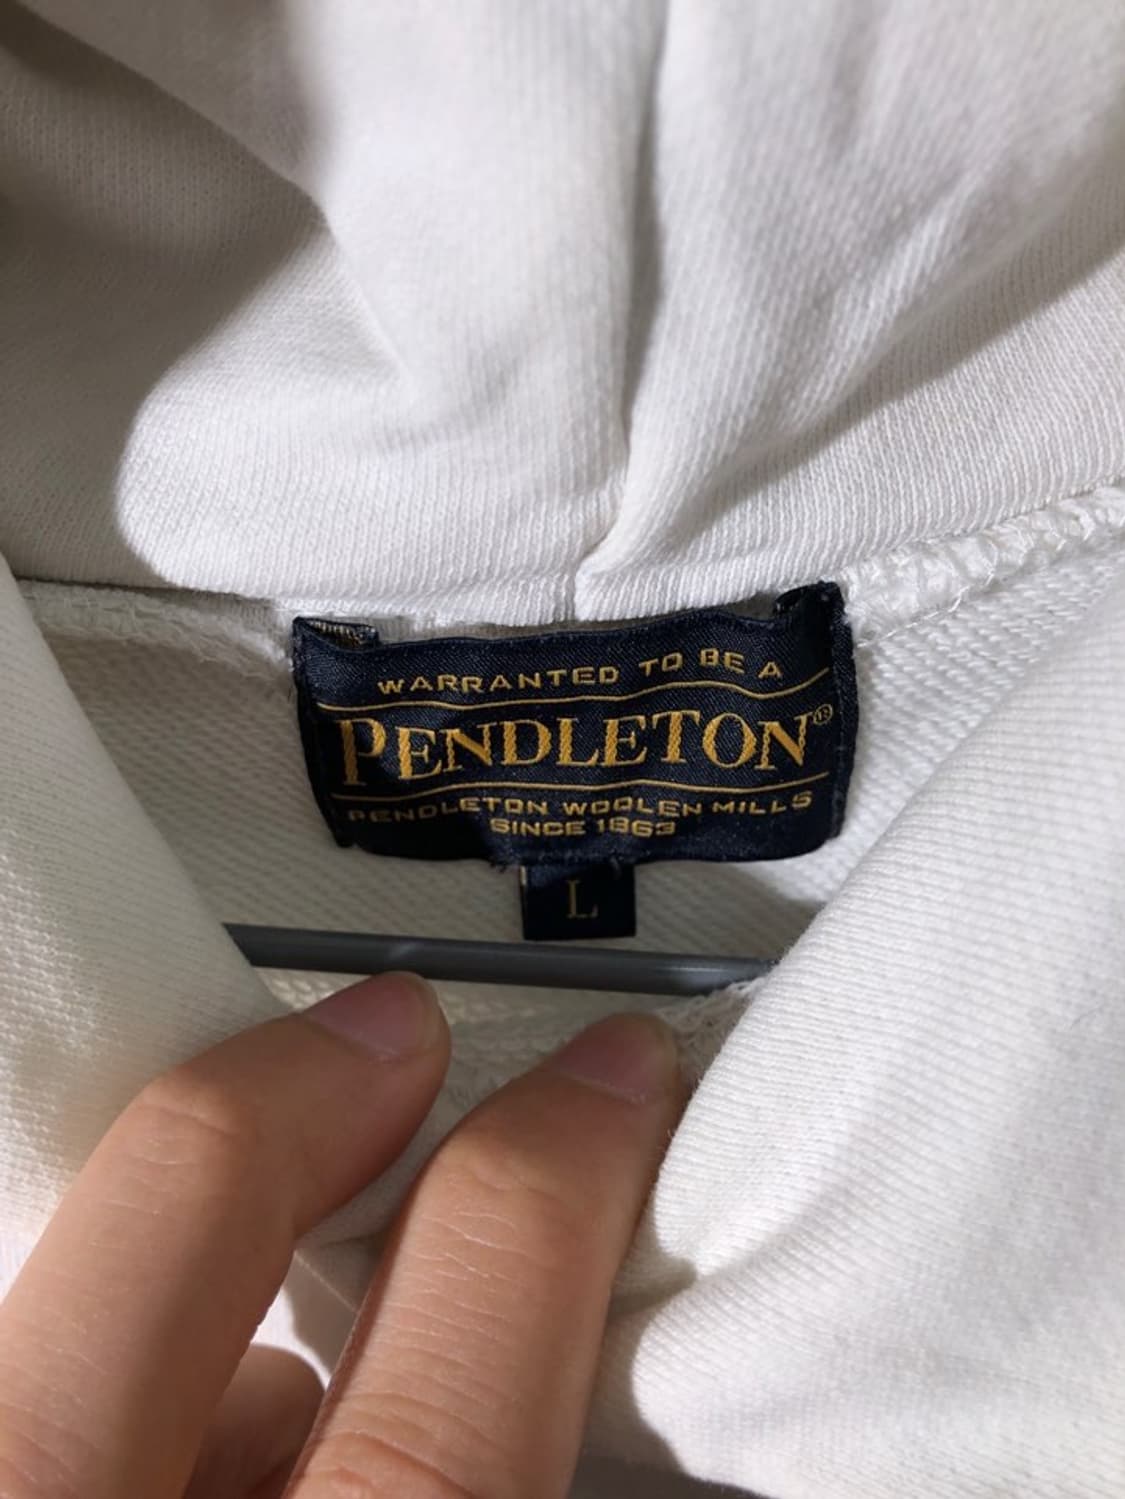 WARRANTED TO BE A
PENDLETON®
PENDLETON WOOLEN MILLS
SINCE 1863
L